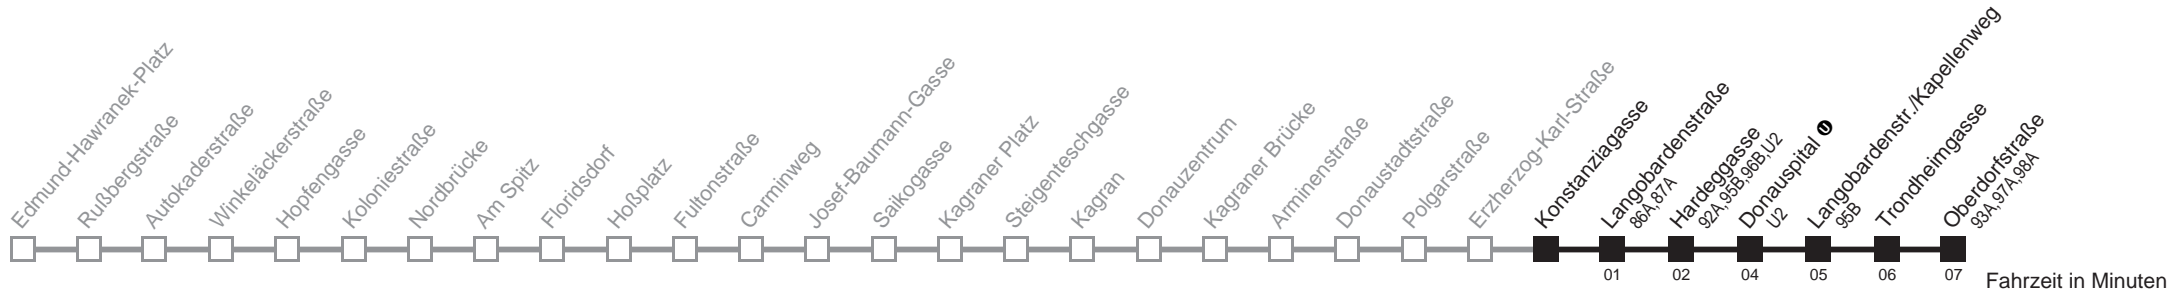 Edmund-Hawranek-Platz
Rußbergstraße
Autokaderstraße
Winkeläckerstraße
Hopfengasse
Koloniestraße
Nordbrücke
Am Spitz
Floridsdorf
Hoßplatz
Fultonstraße
Carminweg
Josef-Baumann-Gasse
Saikogasse
Kagraner Platz
Steigenteschgasse
Kagran
Donauzentrum
Kagraner Brücke
Arminenstraße
Donaustadtstraße
Polgarstraße
Erzherzog-Karl-Straße
Konstanziagasse
Langobardenstraße
86A,87A
Hardeggasse
92A,95B,96B,U2
Donauspital U
U2
Langobardenstr./Kapellenweg
95B
Trondheimgasse
Oberdorfstraße
93A,97A,98A
01 02 04 05 06 07
Fahrzeit in Minuten